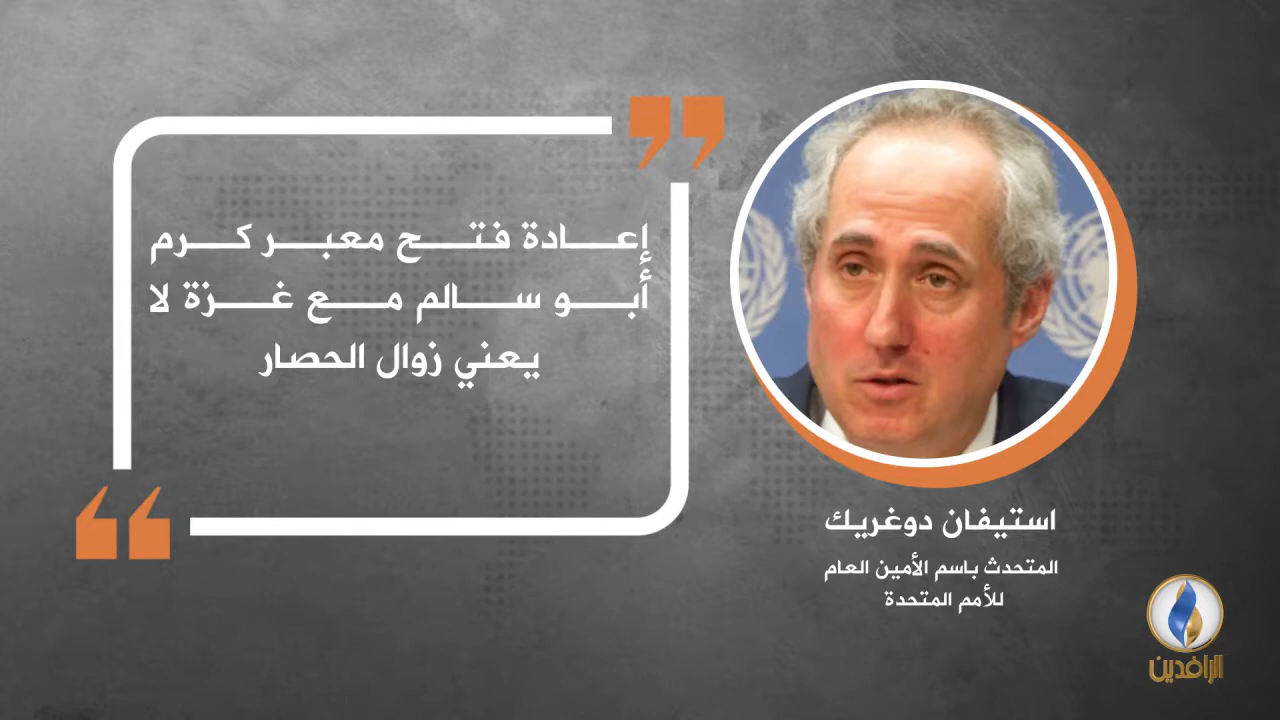 إعادة فتح معبر كرم
أبو سالم مع غزة لا
يعني زوال الحصار
استيفان دوغريك
المتحدث باسم الأمين العام
للأمم المتحدة
الرافدين